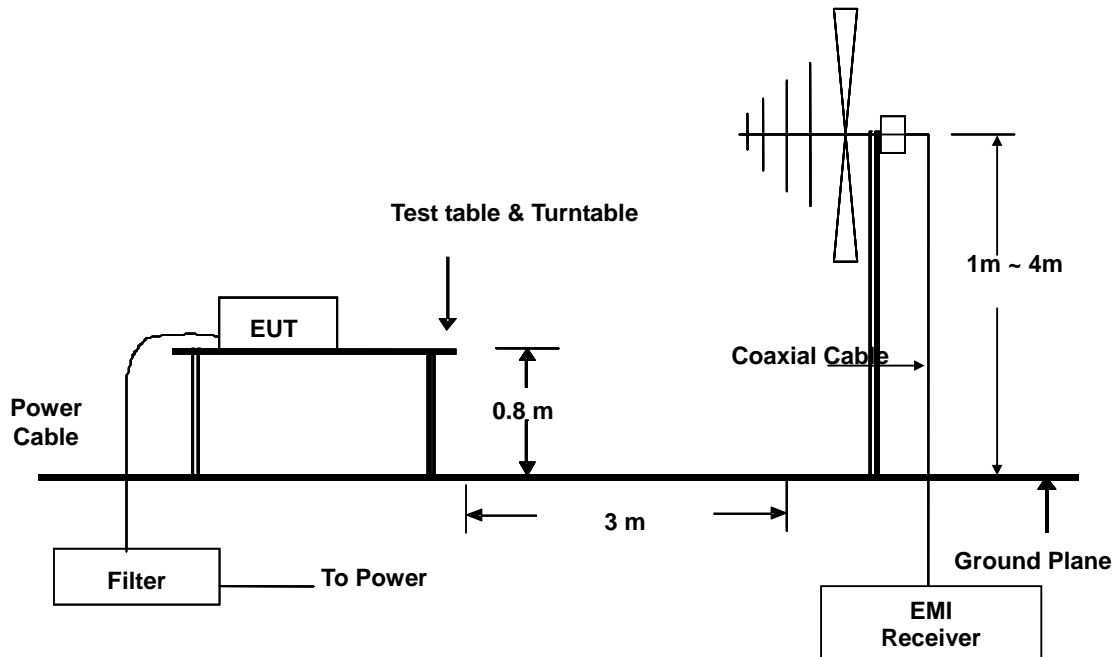 Test table & Turntable
1m ~ 4m
EUT
Coaxial Cable
0.8 m
Power
Cable
3 m
Ground Plane
Filter
To Power
EMI
Receiver